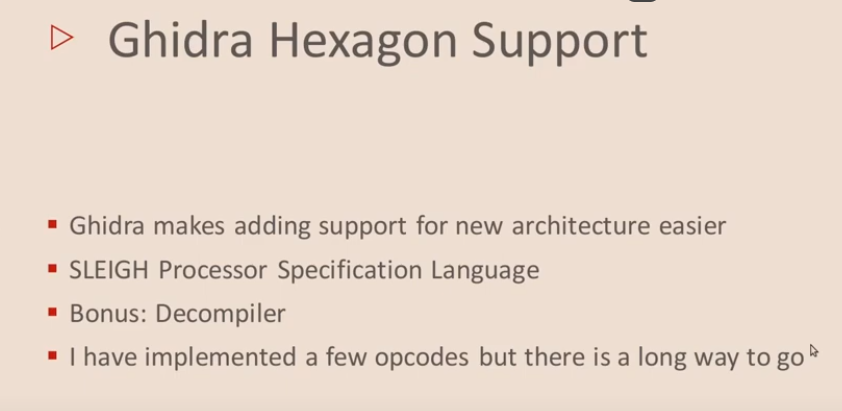 Ghidra Hexagon Support
Ghidra makes adding support for new architecture easier
SLEIGH Processor Specification Language
Bonus: Decompiler
I have implemented a few opcodes but there is a long way to go